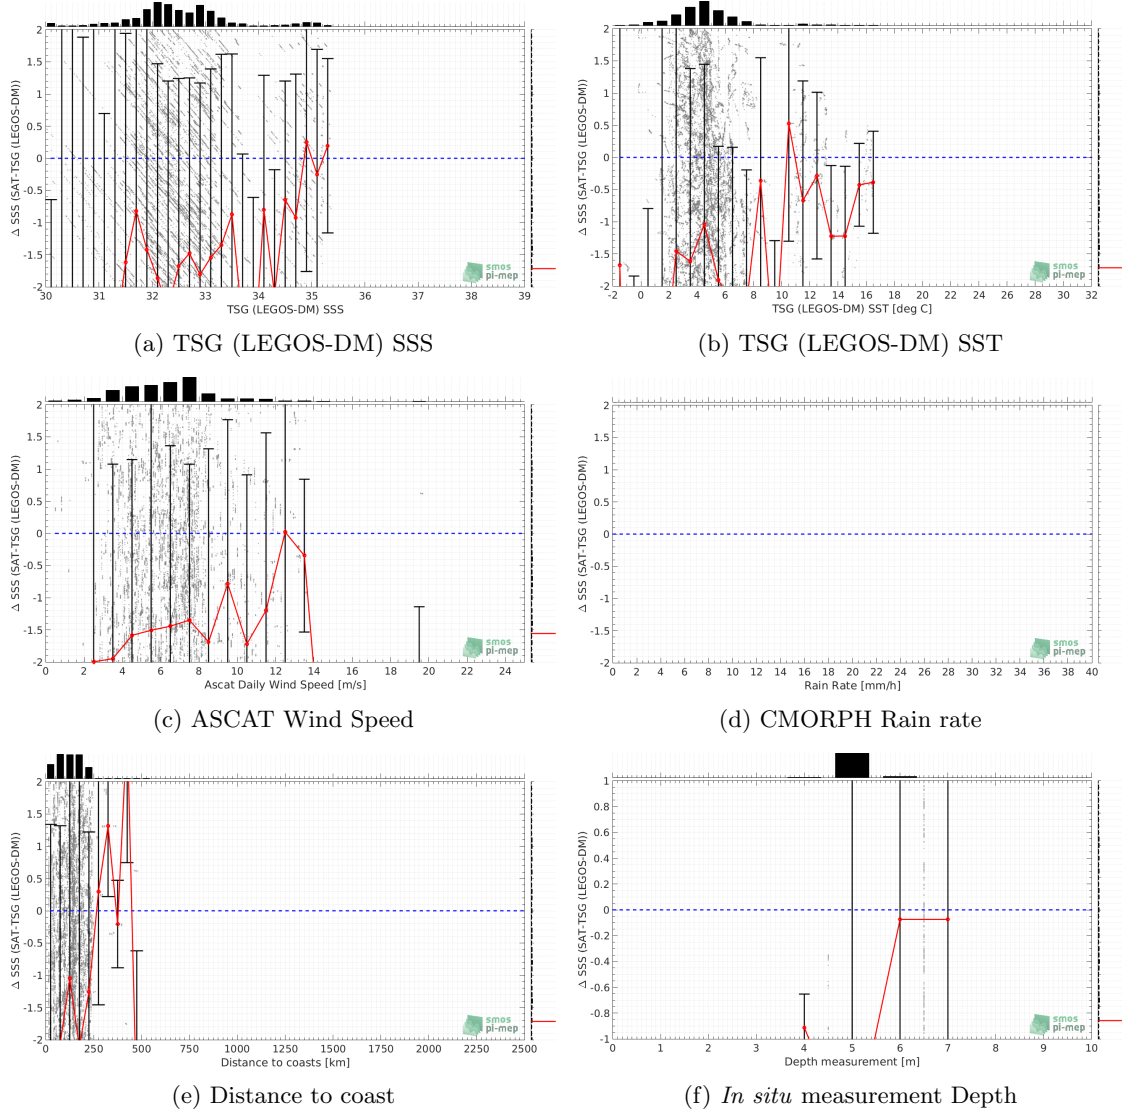 2
1.5
1
0.5
0
-0.5
-1
-1.5
-2
Δ SSS (SAT-TSG (LEGOS-DM))
30 31 32 33 34 35 36 37 38 39
TSG (LEGOS-DM) SSS
smos
pi-mep
(a) TSG (LEGOS-DM) SSS
2
1.5
1
0.5
0
-0.5
-1
-1.5
-2
Δ SSS (SAT-TSG (LEGOS-DM))
-2 0 2 4 6 8 10 12 14 16 18 20 22 24 26 28 30 32
TSG (LEGOS-DM) SST [deg C]
smos
pi-mep
(b) TSG (LEGOS-DM) SST
2
1.5
1
0.5
0
-0.5
-1
-1.5
-2
Δ SSS (SAT-TSG (LEGOS-DM))
0 2 4 6 8 10 12 14 16 18 20 22 24
Ascat Daily Wind Speed [m/s]
smos
pi-mep
(c) ASCAT Wind Speed
2
1.5
1
0.5
0
-0.5
-1
-1.5
-2
Δ SSS (SAT-TSG (LEGOS-DM))
0 2 4 6 8 10 12 14 16 18 20 22 24 26 28 30 32 34 36 38 40
Rain Rate [mm/h]
smos
pi-mep
(d) CMORPH Rain rate
2
1.5
1
0.5
0
-0.5
-1
-1.5
-2
Δ SSS (SAT-TSG (LEGOS-DM))
0 250 500 750 1000 1250 1500 1750 2000 2250 2500
Distance to coasts [km]
smos
pi-mep
(e) Distance to coast
1
0.8
0.6
0.4
0.2
0
-0.2
-0.4
-0.6
-0.8
-1
Δ SSS (SAT-TSG (LEGOS-DM))
0 1 2 3 4 5 6 7 8 9 10
Depth measurement [m]
smos
pi-mep
(f) In situ measurement Depth